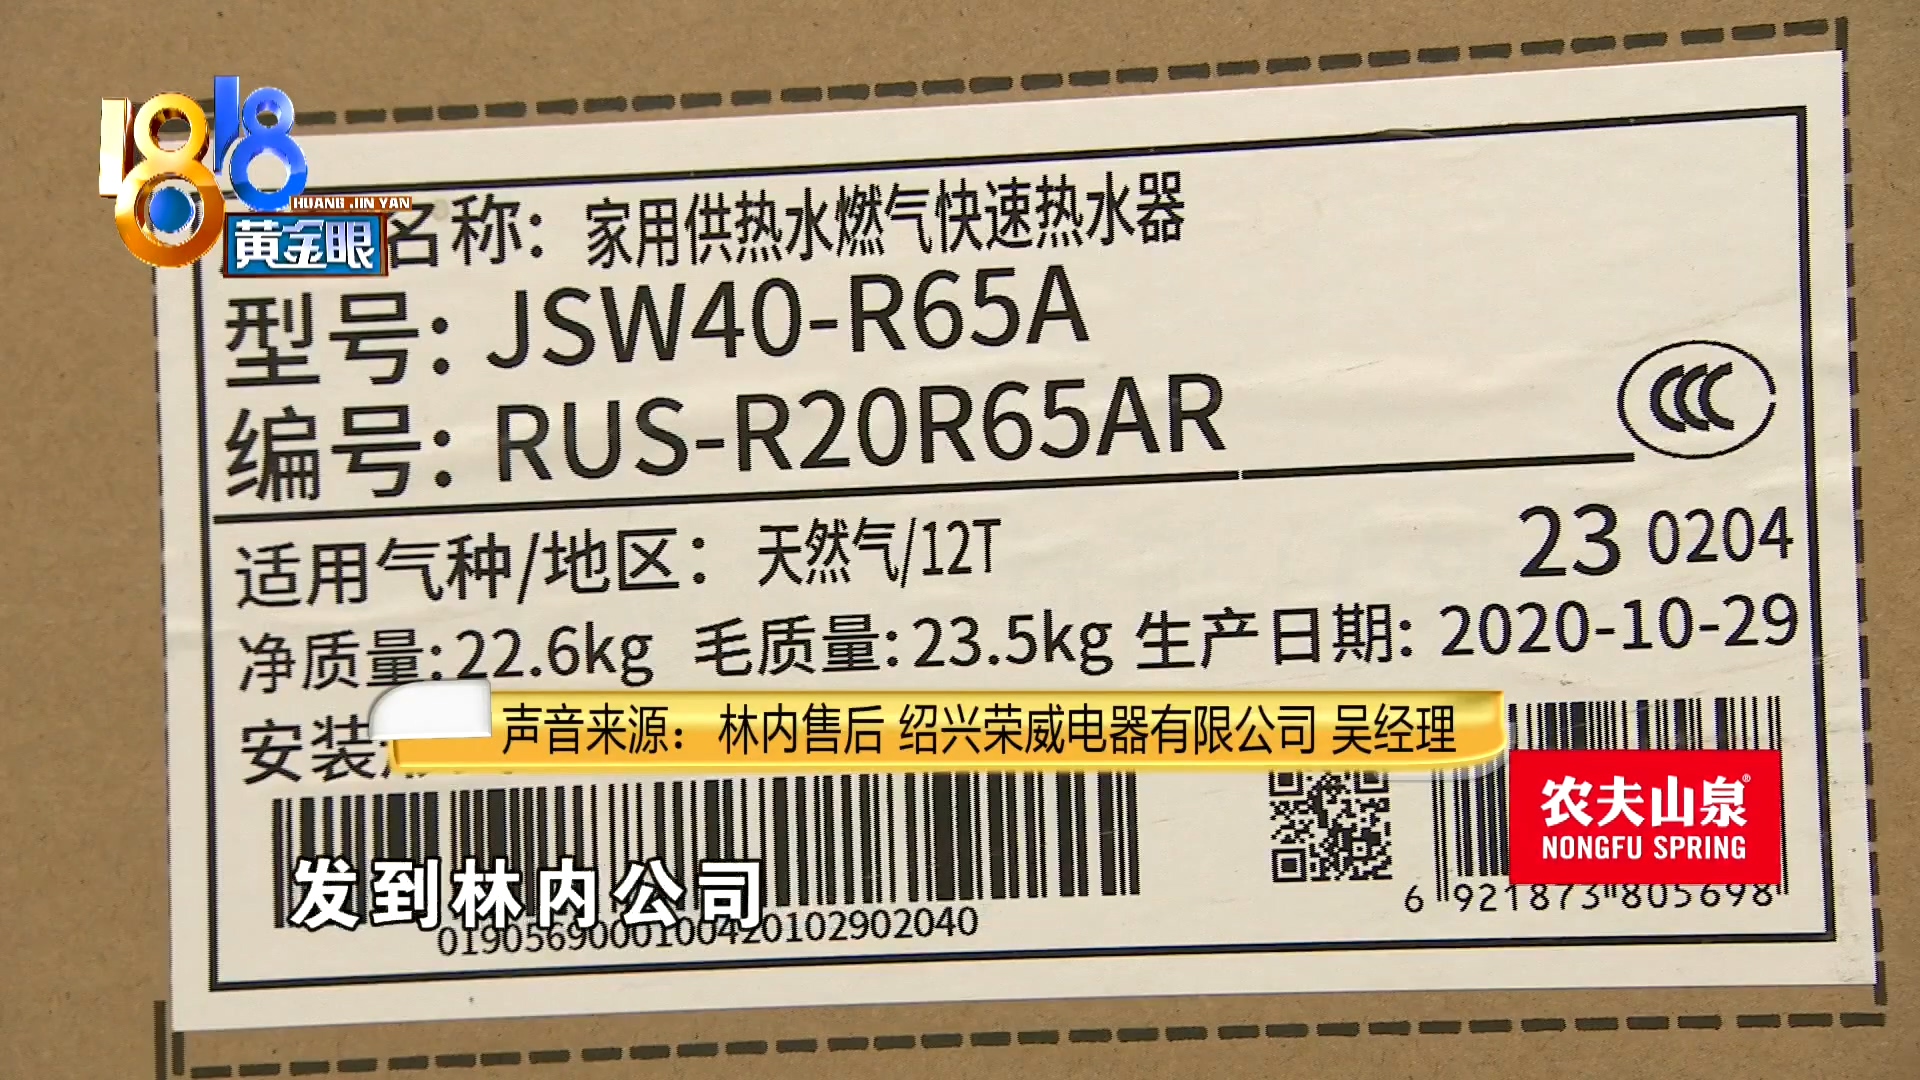 1818
HUANG JIN YAN
黄金眼
名称：家用供热水燃气快速热水器
型号：JSW40-R65A
编号：RUS-R20R65AR
适用气种/地区：天然气/12T
23 0204
净质量:22.6kg 毛质量:23.5kg 生产日期：2020-10-29
安装
声音来源：林内售后 绍兴荣威电器有限公司 吴经理
农夫山泉®
NONGFU SPRING
发到林内公司
0190569000100420102902040
6 921873 805698